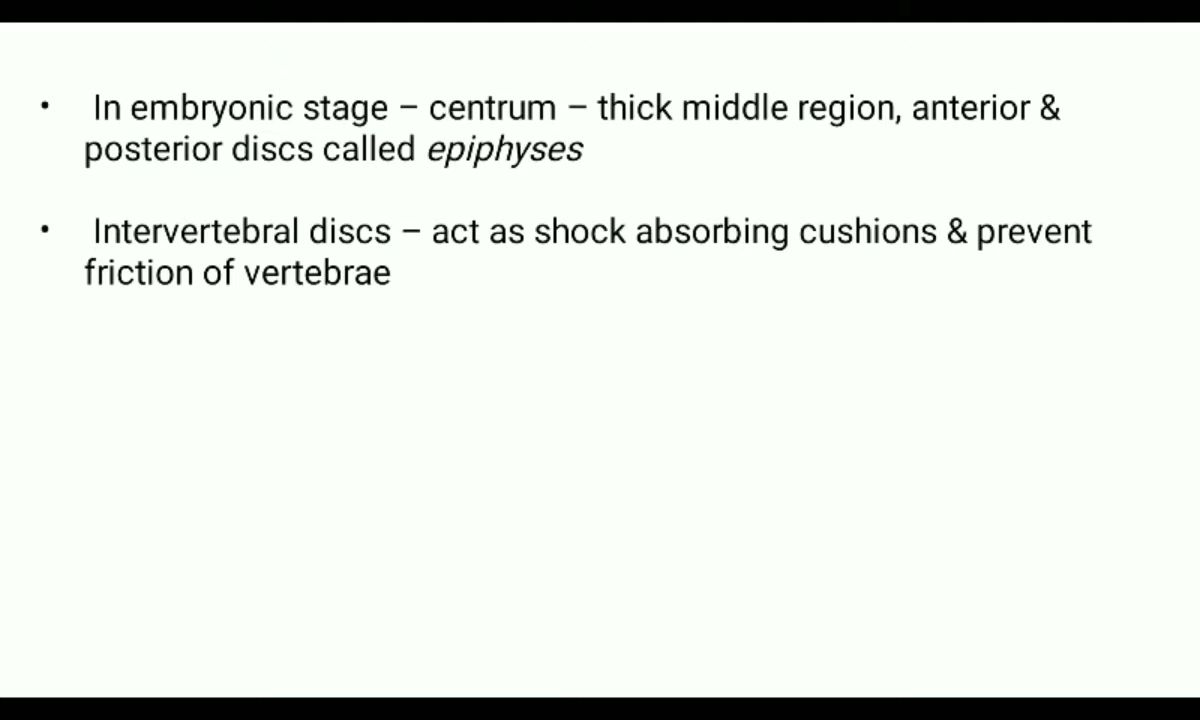 • In embryonic stage – centrum – thick middle region, anterior &
posterior discs called epiphyses
• Intervertebral discs – act as shock absorbing cushions & prevent
friction of vertebrae